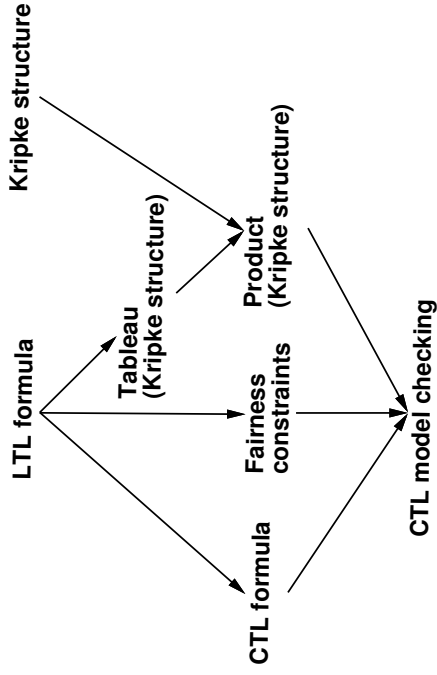 LTL formula
Kripke structure
Tableau
(Kripke structure)
CTL formula
Fairness
constraints
Product
(Kripke structure)
CTL model checking